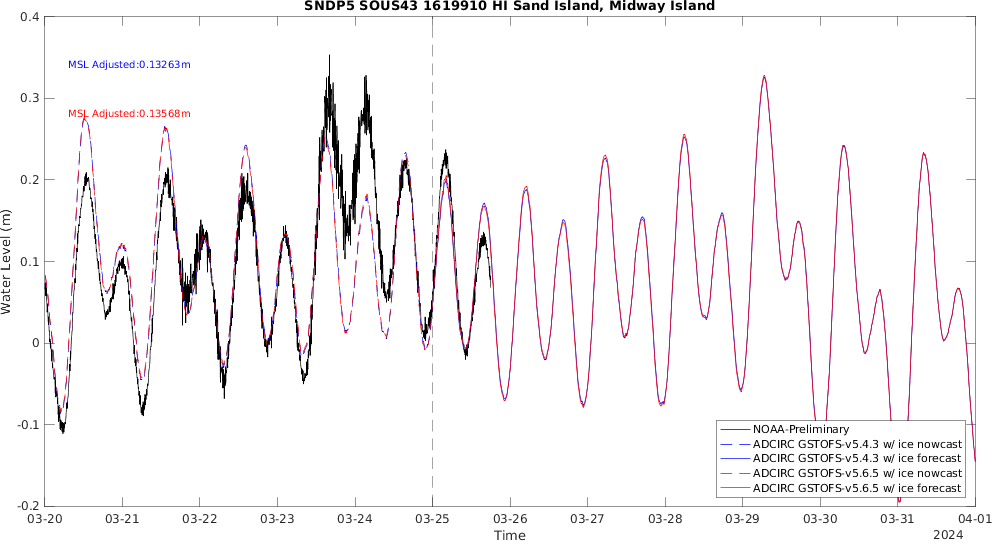 SNDP5 SOUS43 1619910 HI Sand Island, Midway Island
0.4
0.3
0.2
0.1
0
-0.1
-0.2
Water Level (m)
MSL Adjusted:0.13263m
MSL Adjusted:0.13568m
NOAA-Preliminary
ADCIRC GSTOFS-v5.4.3 w/ ice nowcast
ADCIRC GSTOFS-v5.4.3 w/ ice forecast
ADCIRC GSTOFS-v5.6.5 w/ ice nowcast
ADCIRC GSTOFS-v5.6.5 w/ ice forecast
03-20 03-21 03-22 03-23 03-24 03-25 03-26 03-27 03-28 03-29 03-30 03-31 04-01
Time
2024